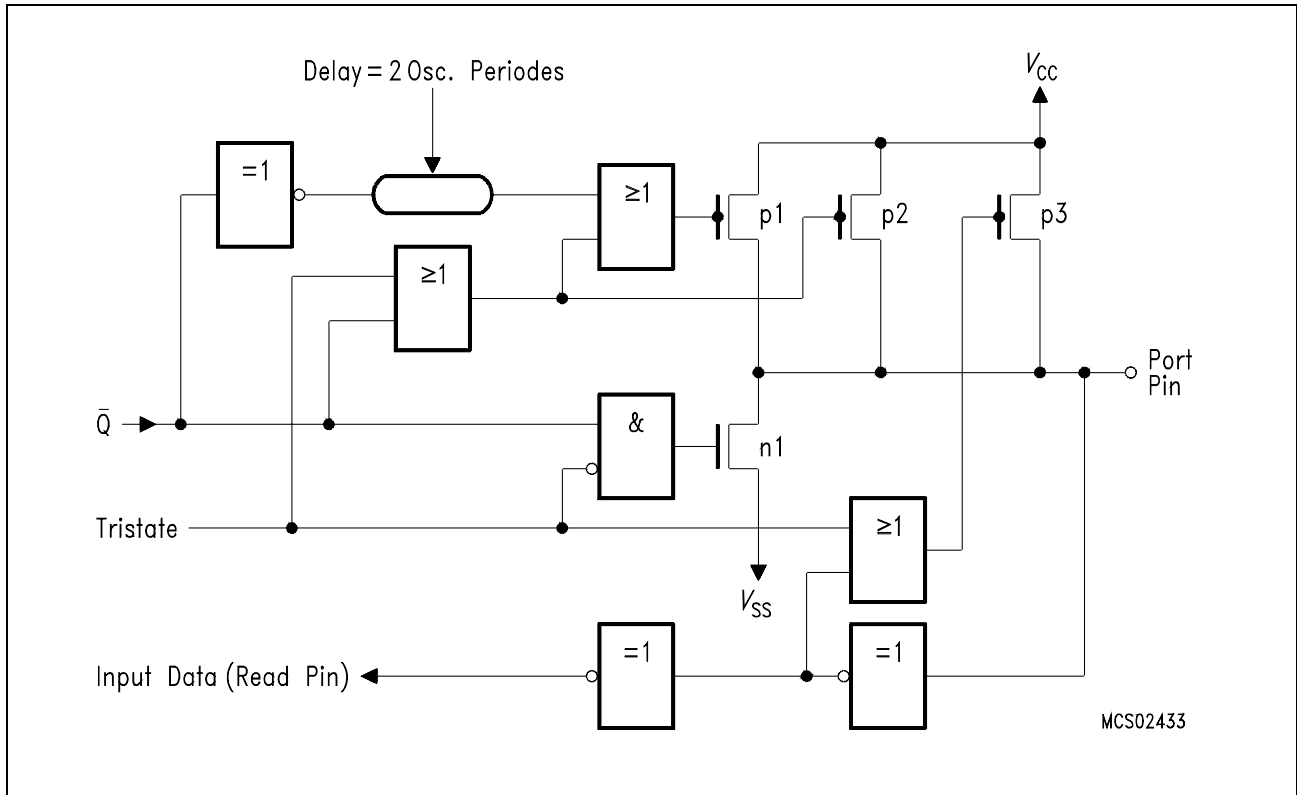 Delay = 2 Osc. Periodes
V_CC
=1
≥1
p1
p2
p3
≥1
Port
Pin
Q̄
&
n1
Tristate
≥1
V_SS
Input Data (Read Pin)
=1
=1
MCS02433